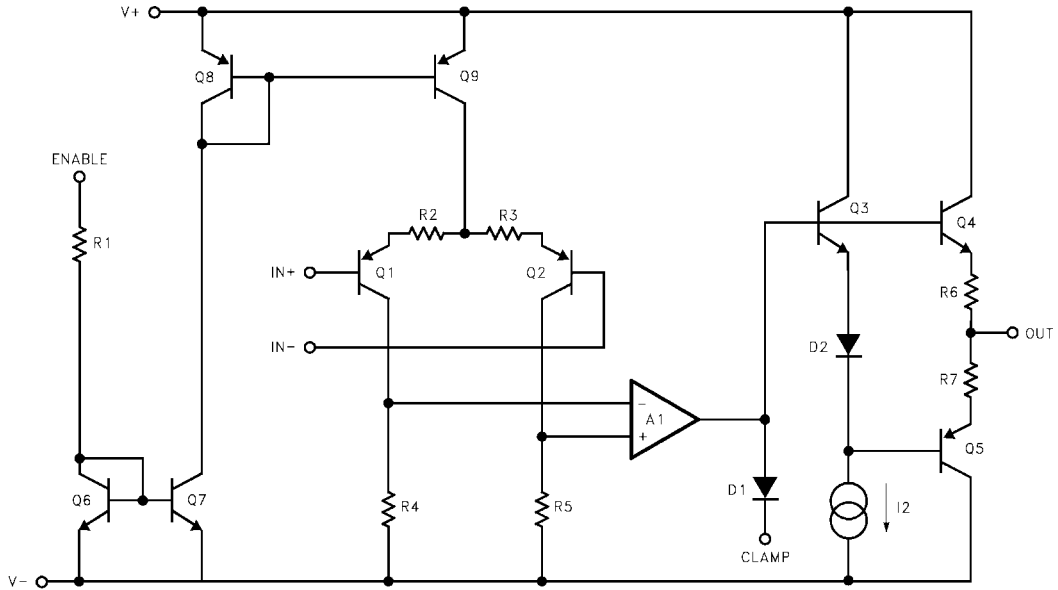 V+
Q8
Q9
ENABLE
R1
R2
R3
Q3
Q4
IN+
Q1
Q2
R6
OUT
IN-
D2
R7
-
A1
+
Q5
Q6
Q7
R4
R5
D1
I2
CLAMP
V-